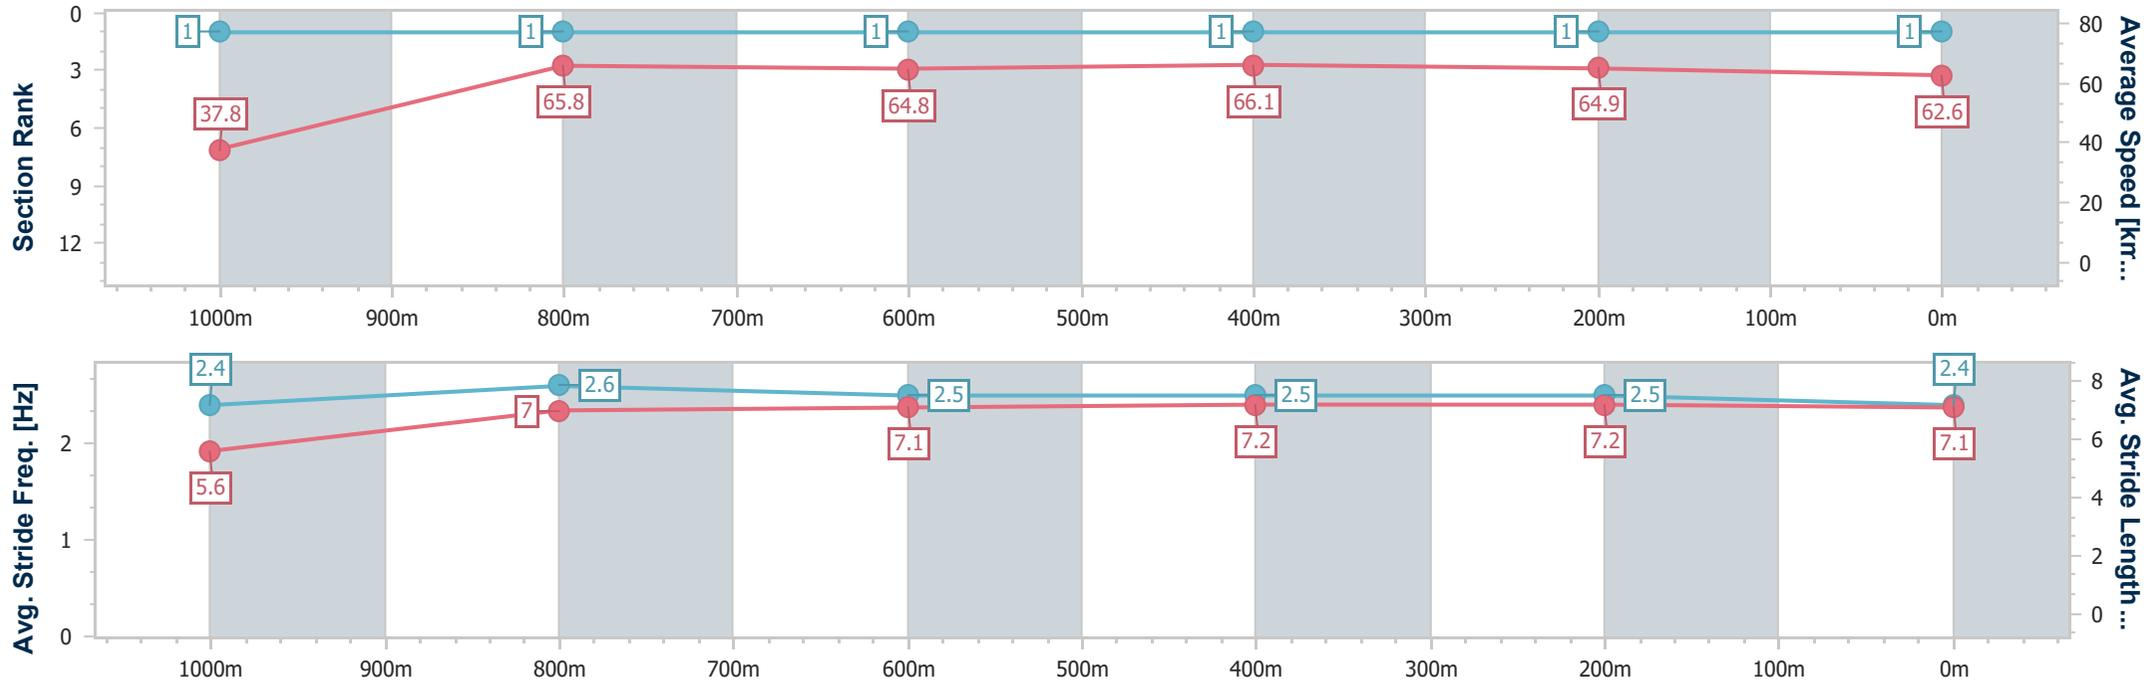 Section Rank
0
3
6
9
12
1
1
1
1
1
1
37.8
65.8
64.8
66.1
64.9
62.6
80
60
40
20
0
Average Speed [km...
1000m
900m
800m
700m
600m
500m
400m
300m
200m
100m
0m
Avg. Stride Freq. [Hz]
2
1
0
2.4
2.6
2.5
2.5
2.5
2.4
5.6
7
7.1
7.2
7.2
7.1
8
6
4
2
0
Avg. Stride Length ...
1000m
900m
800m
700m
600m
500m
400m
300m
200m
100m
0m